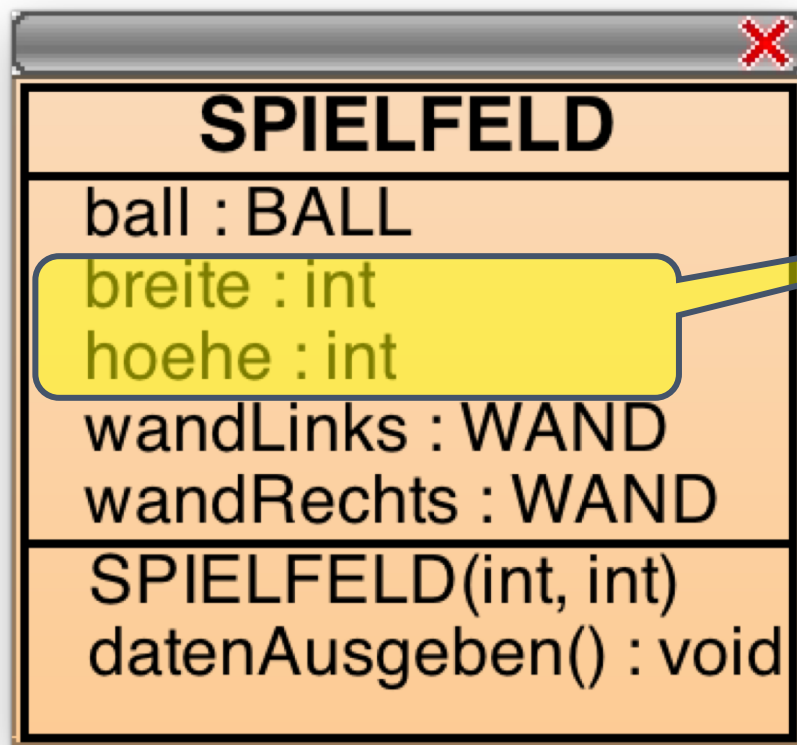 SPIELFELD
ball : BALL
breite : int
hoehe : int
wandLinks : WAND
wandRechts : WAND
SPIELFELD(int, int)
datenAusgeben() : void